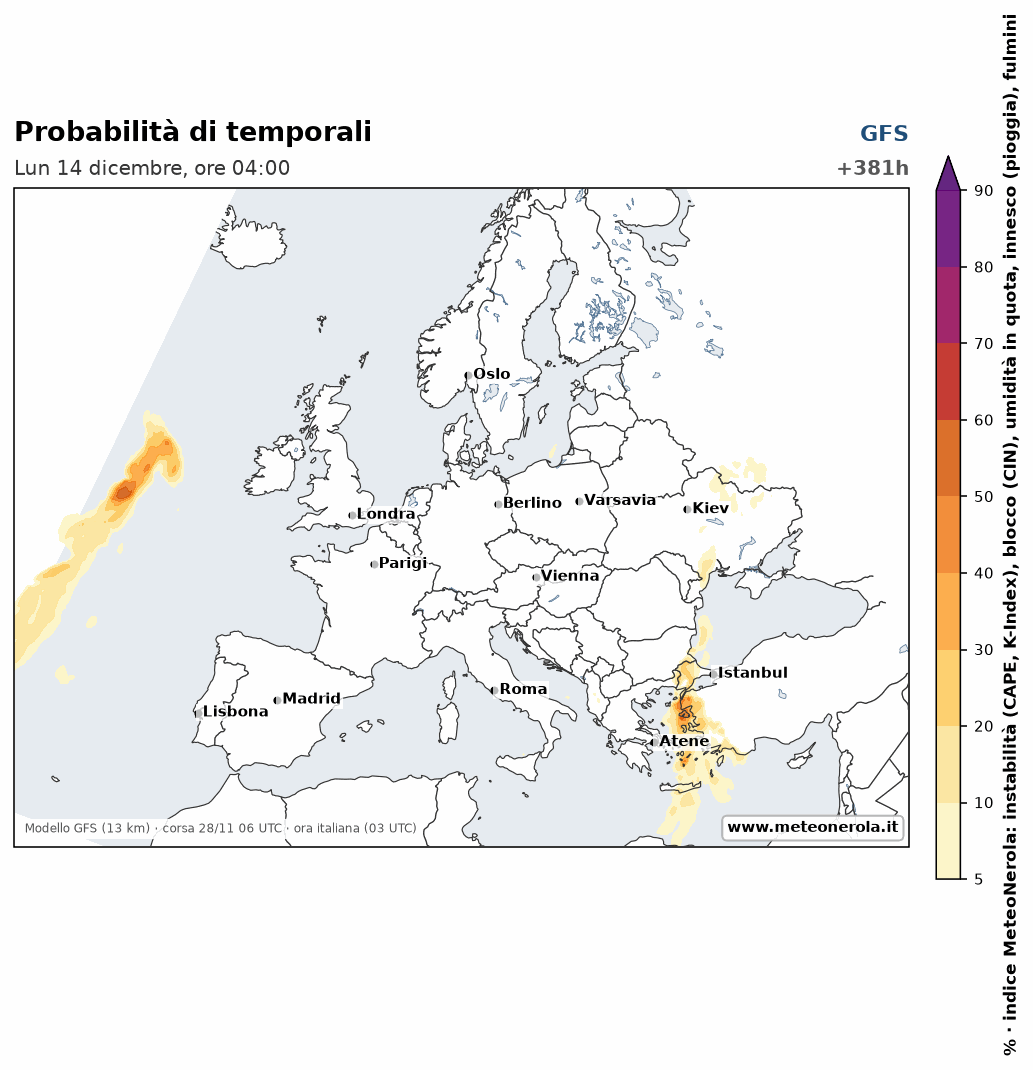 Probabilità di temporali
GFS
Lun 14 dicembre, ore 04:00
+381h
Oslo
Berlino
Varsavia
Kiev
Londra
Parigi
Vienna
Istanbul
Roma
Madrid
Lisbona
Atene
Modello GFS (13 km) · corsa 28/11 06 UTC · ora italiana (03 UTC)
www.meteonerola.it
90
80
70
60
50
40
30
20
10
5
% · indice MeteoNerola: instabilità (CAPE, K-Index), blocco (CIN), umidità in quota, innesco (pioggia), fulmini